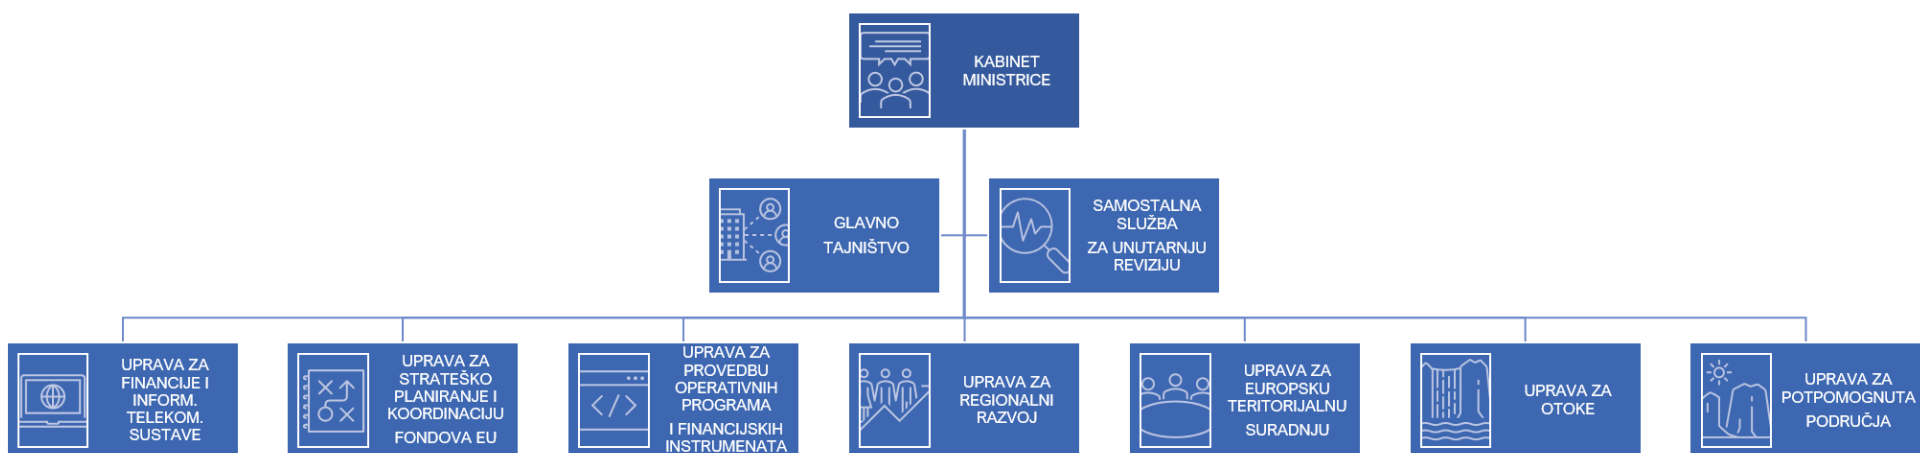 KABINET
MINISTRICE
GLAVNO
TAJNIŠTVO
SAMOSTALNA
SLUŽBA
ZA UNUTARNJU
REVIZIJU
UPRAVA ZA
FINANCIJE I
INFORM.
TELEKOM.
SUSTAVE
UPRAVA ZA
STRATEŠKO
PLANIRANJE I
KOORDINACIJU
FONDOVA EU
UPRAVA ZA
PROVEDBU
OPERATIVNIH
PROGRAMA
I FINANCIJSKIH
INSTRUMENATA
UPRAVA ZA
REGIONALNI
RAZVOJ
UPRAVA ZA
EUROPSKU
TERITORIJALNU
SURADNJU
UPRAVA ZA
OTOKE
UPRAVA ZA
POTPOMOGNUTA
PODRUČJA